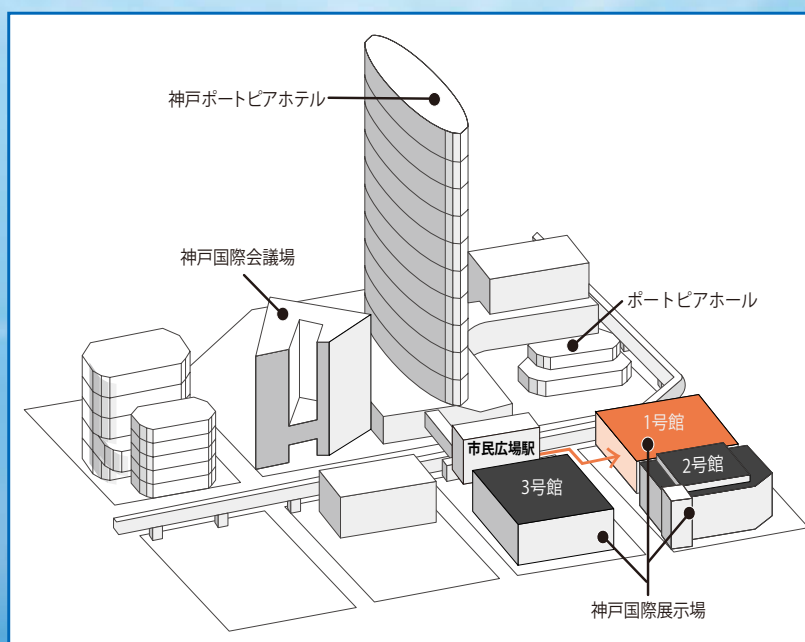 神戸ポートピアホテル
神戸国際会議場
ポートピアホール
1号館
市民広場駅
2号館
3号館
神戸国際展示場